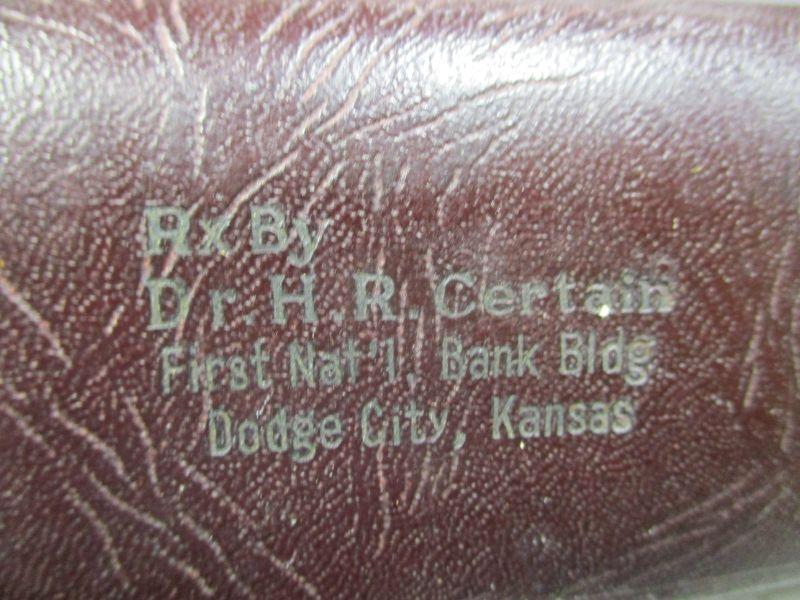 Rx By
Dr. H. R. Certain
First Nat'l. Bank Bldg
Dodge City, Kansas